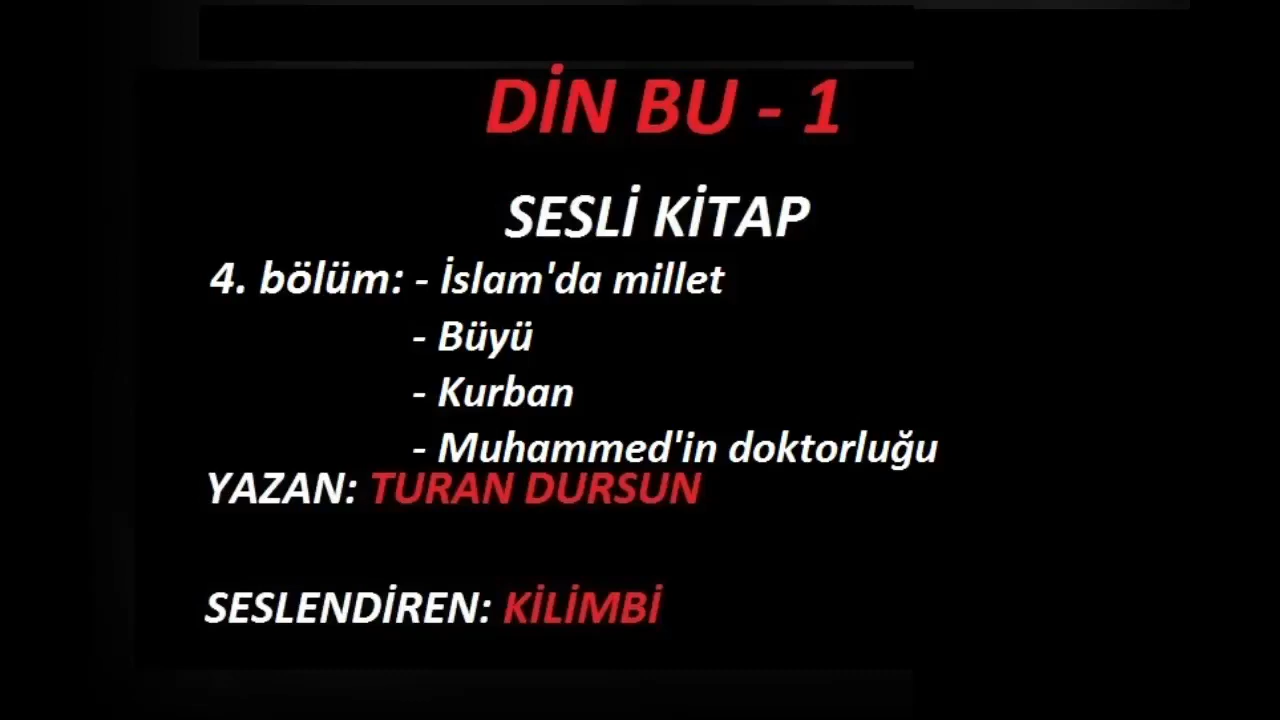 DİN BU - 1
SESLİ KİTAP
4. bölüm: - İslam'da millet
- Büyü
- Kurban
- Muhammed'in doktorluğu
YAZAN: TURAN DURSUN
SESLENDİREN: KİLİMBİ